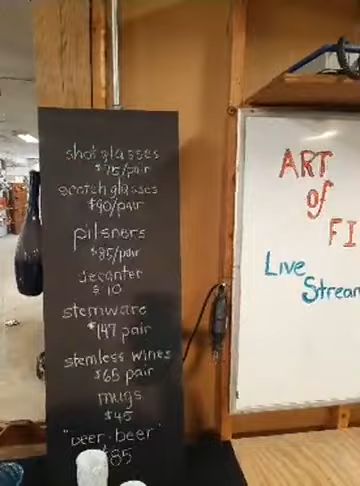 shot glasses
$75/pair
scotch glasses
$90/pair
pilsners
$85/pair
decanter
$10
stemware
$147 pair
stemless wines
$65 pair
mugs
$45
"beer-beer"
$85
ART
of
FI
Live
Stream